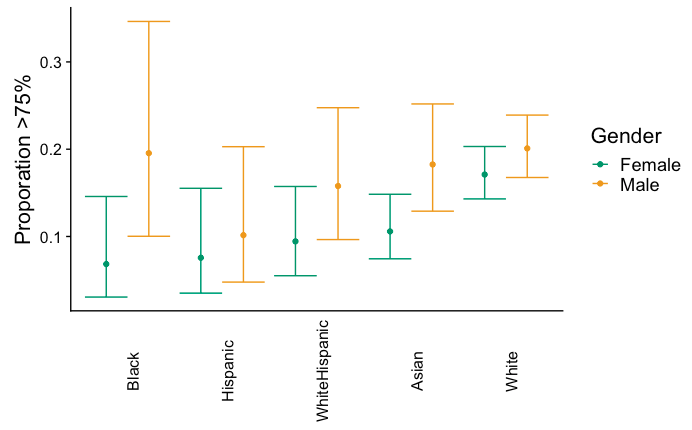 Proporation >75%
0.3
0.2
0.1
Black
Hispanic
WhiteHispanic
Asian
White
Gender
Female
Male